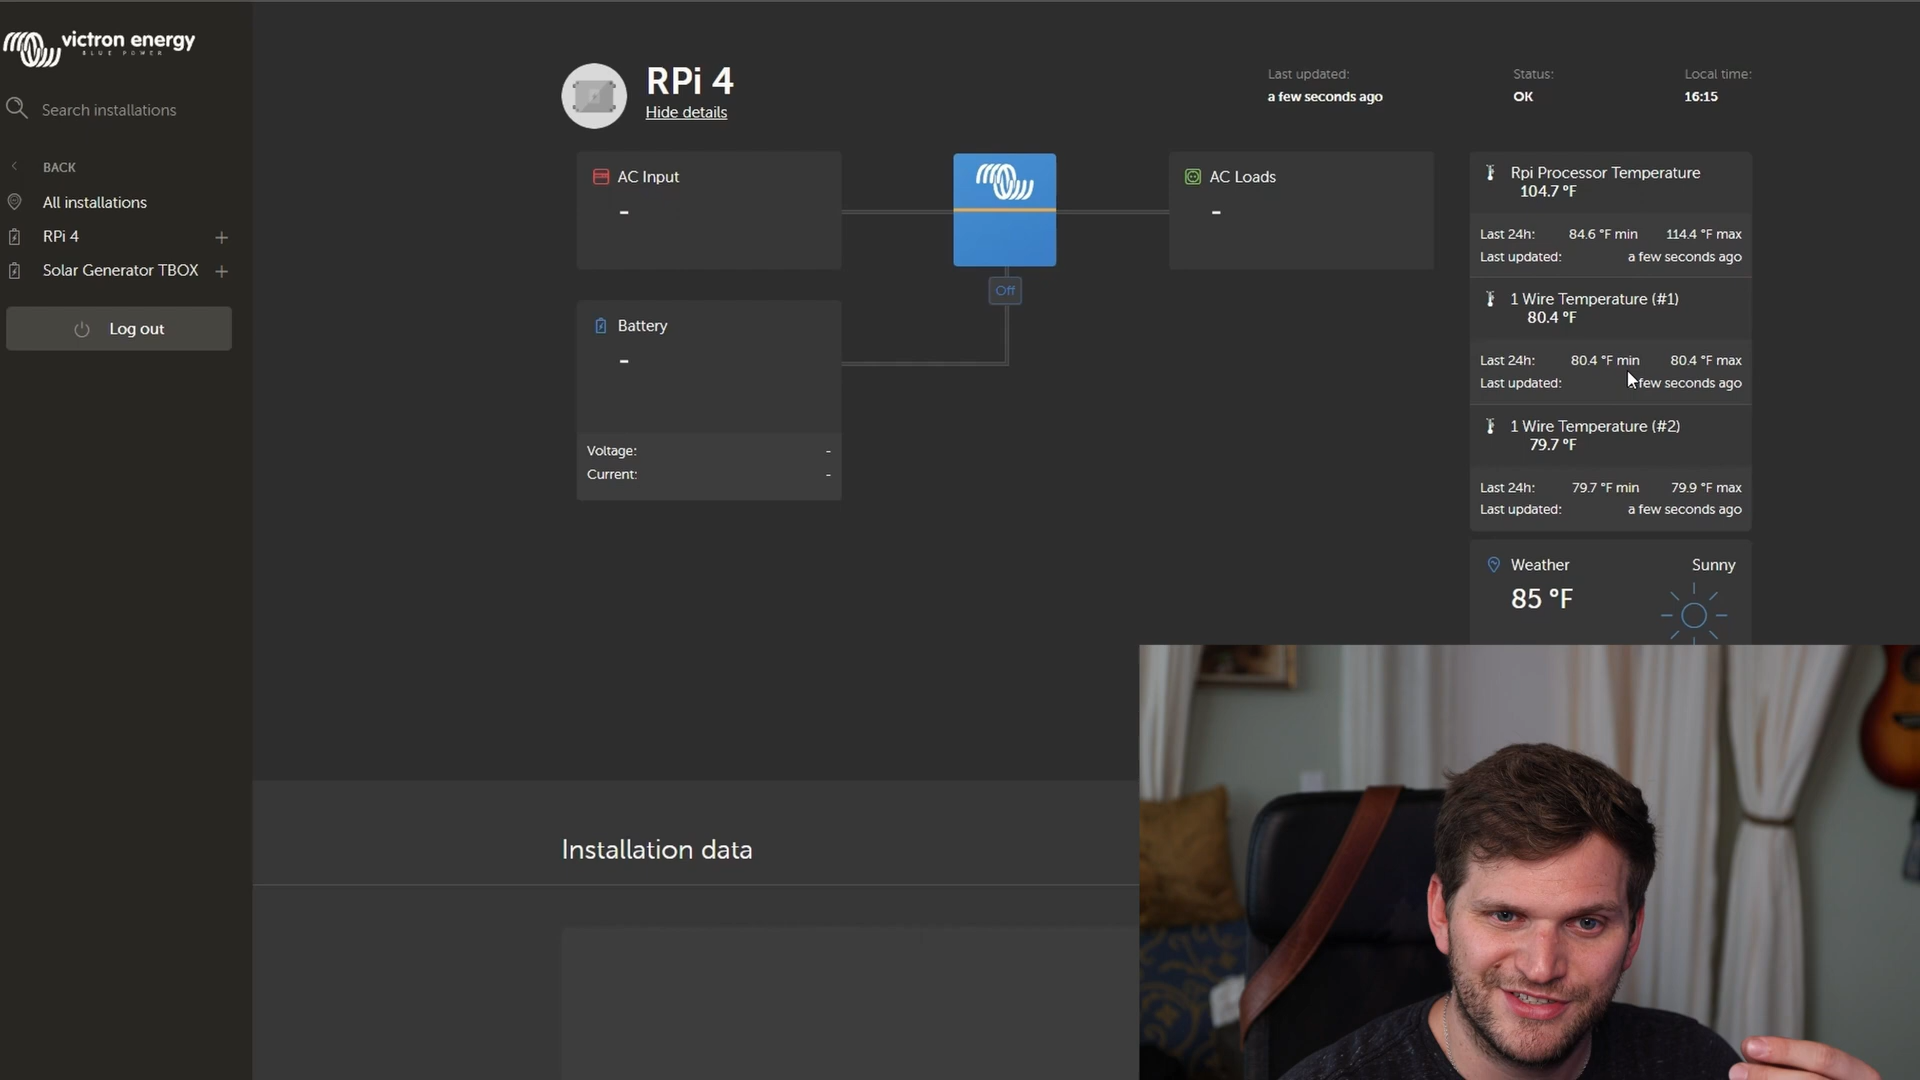 victron energy
BLUE POWER
Search installations
BACK
All installations
RPi 4
Solar Generator TBOX
Log out
RPi 4
Hide details
Last updated:
a few seconds ago
Status:
OK
Local time:
16:15
AC Input
-
Off
AC Loads
-
Battery
-
Voltage: -
Current: -
Rpi Processor Temperature
104.7 °F
Last 24h: 84.6 °F min 114.4 °F max
Last updated: a few seconds ago
1 Wire Temperature (#1)
80.4 °F
Last 24h: 80.4 °F min 80.4 °F max
Last updated: few seconds ago
1 Wire Temperature (#2)
79.7 °F
Last 24h: 79.7 °F min 79.9 °F max
Last updated: a few seconds ago
Weather Sunny
85 °F
Installation data